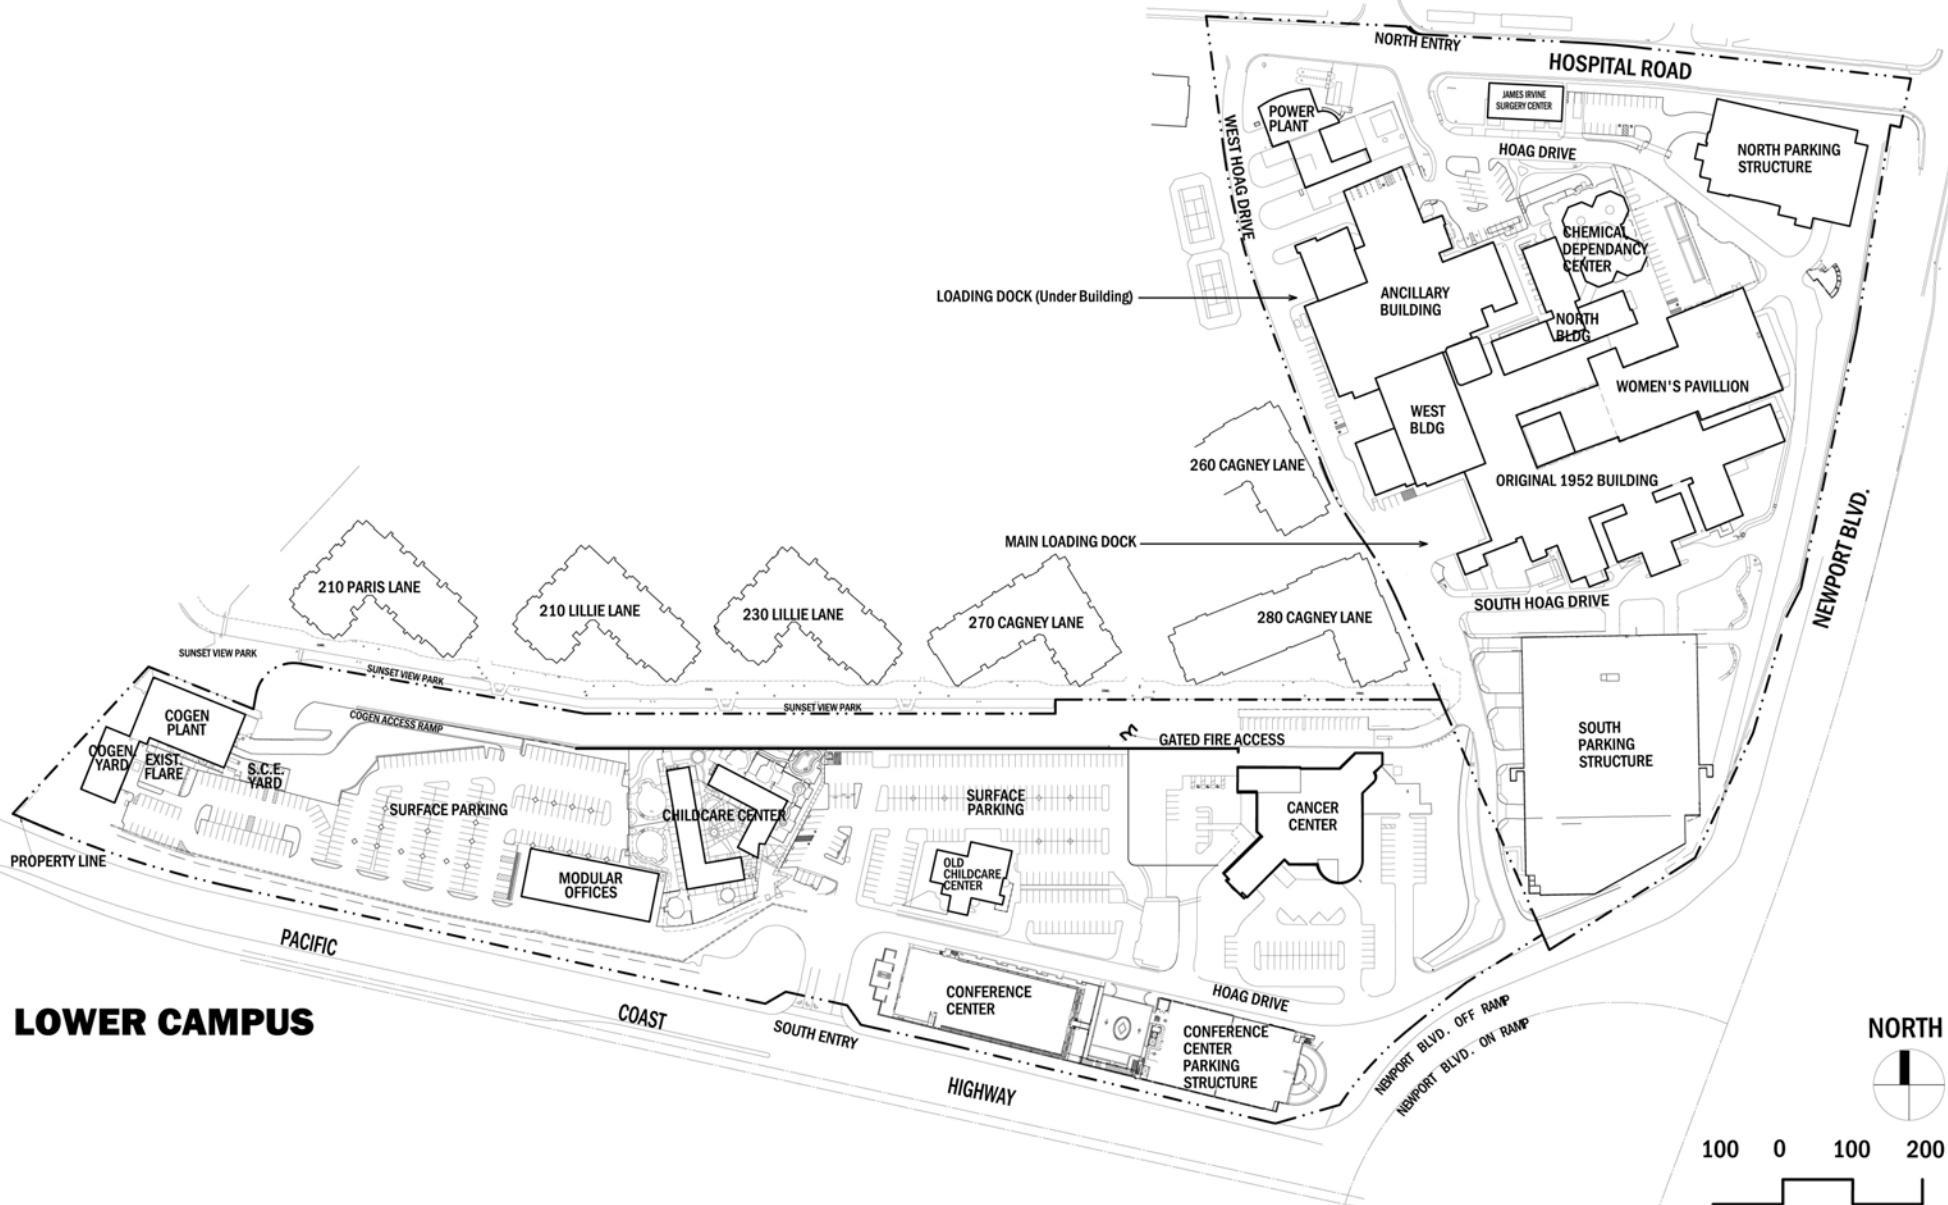 NORTH ENTRY
HOSPITAL ROAD
JAMES IRVINE
SURGERY CENTER
POWER
PLANT
WEST HOAG DRIVE
HOAG DRIVE
NORTH PARKING
STRUCTURE
CHEMICAL
DEPENDANCY
CENTER
LOADING DOCK (Under Building)
ANCILLARY
BUILDING
NORTH
BLDG
WOMEN'S PAVILLION
WEST
BLDG
260 CAGNEY LANE
ORIGINAL 1952 BUILDING
MAIN LOADING DOCK
NEWPORT BLVD.
SOUTH HOAG DRIVE
210 PARIS LANE
210 LILLIE LANE
230 LILLIE LANE
270 CAGNEY LANE
280 CAGNEY LANE
SUNSET VIEW PARK
SUNSET VIEW PARK
SUNSET VIEW PARK
COGEN
PLANT
COGEN ACCESS RAMP
GATED FIRE ACCESS
SOUTH
PARKING
STRUCTURE
COGEN.
YARD
EXIST.
FLARE
S.C.E.
YARD
SURFACE PARKING
CHILDCARE CENTER
SURFACE
PARKING
CANCER
CENTER
PROPERTY LINE
MODULAR
OFFICES
OLD
CHILDCARE
CENTER
PACIFIC
COAST
HIGHWAY
SOUTH ENTRY
CONFERENCE
CENTER
HOAG DRIVE
CONFERENCE
CENTER
PARKING
STRUCTURE
NEWPORT BLVD. OFF RAMP
NEWPORT BLVD. ON RAMP
LOWER CAMPUS
NORTH
100 0 100 200